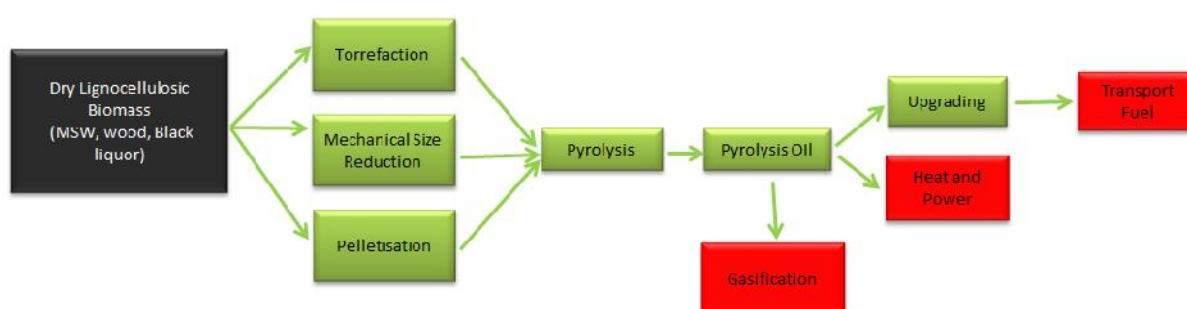 Dry Lignocellulosic
Biomass
(MSW, wood, Black
liquor)
Torrefaction
Mechanical Size
Reduction
Pelletisation
Pyrolysis
Pyrolysis Oil
Upgrading
Heat and
Power
Gasification
Transport
Fuel